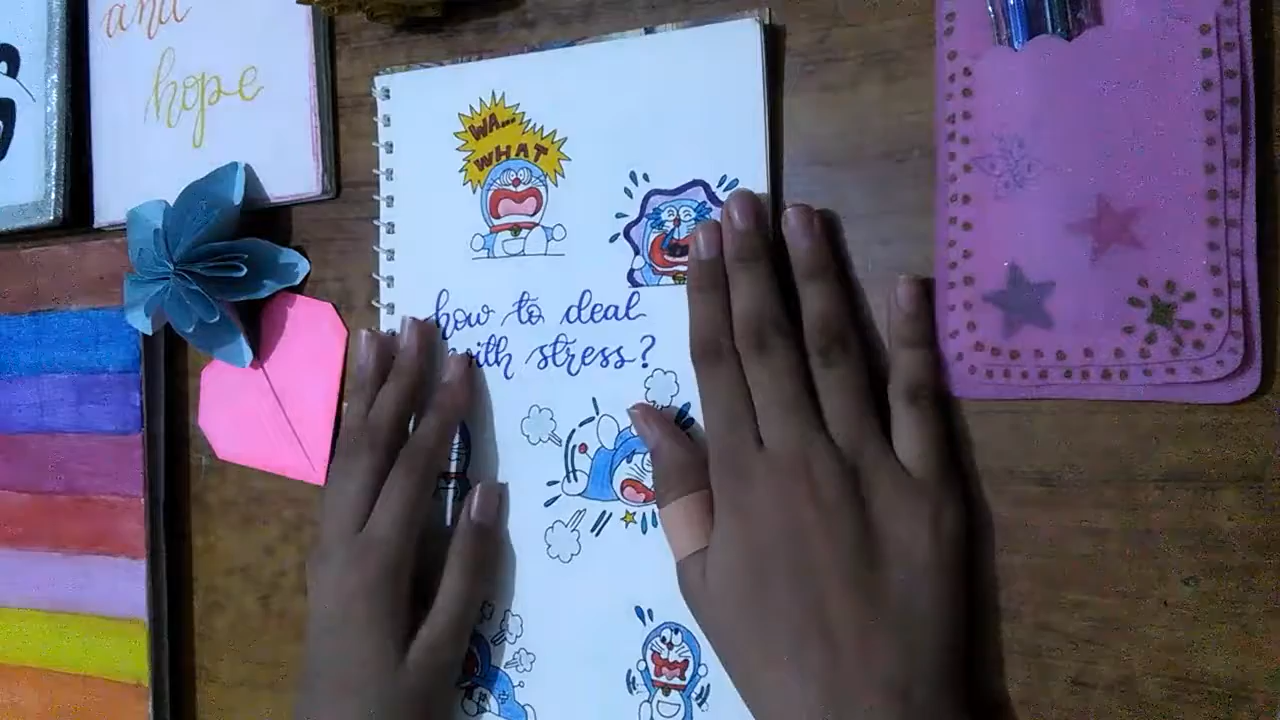 and
hope
WA...
WHAT
how to deal
with stress?